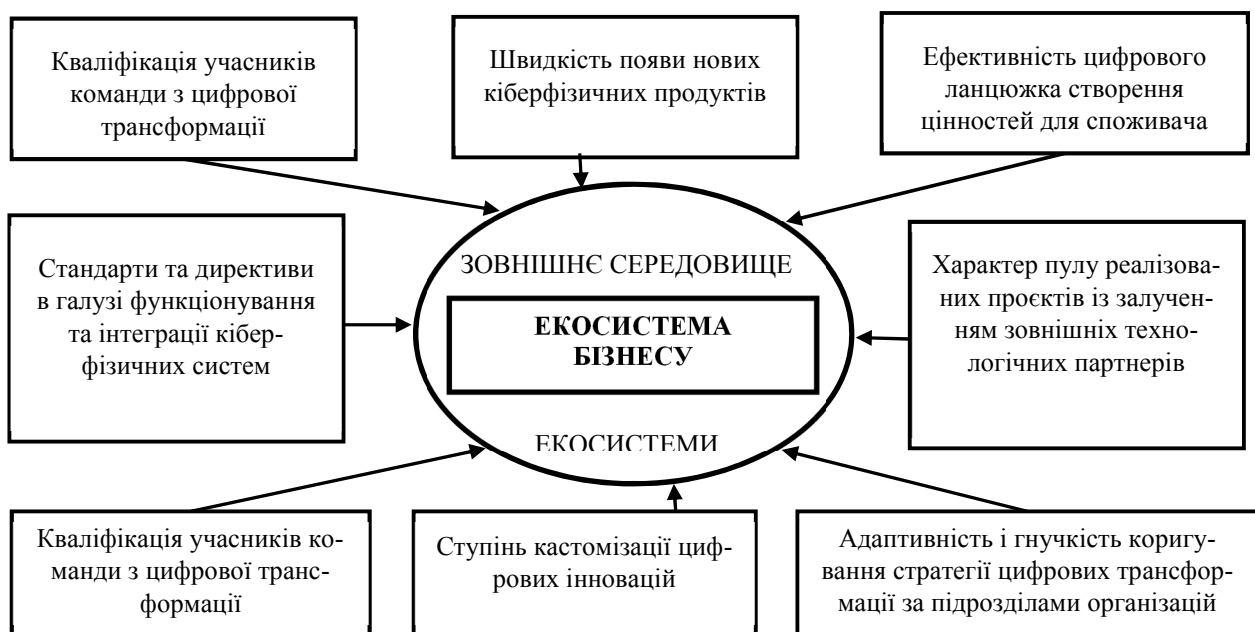 Кваліфікація учасників
команди з цифрової
трансформації
Швидкість появи нових
кіберфізичних продуктів
Ефективність цифрового
ланцюжка створення
цінностей для споживача
Стандарти та директиви
в галузі функціонування
та інтеграції кібер-
фізичних систем
ЗОВНІШНЄ СЕРЕДОВИЩЕ
ЕКОСИСТЕМА
БІЗНЕСУ
ЕКОСИСТЕМИ
Характер пулу реалізова-
них проєктів із залучен-
ням зовнішніх техно-
логічних партнерів
Кваліфікація учасників ко-
манди з цифрової транс-
формації
Ступінь кастомізації циф-
рових інновацій
Адаптивність і гнучкість коригу-
вання стратегії цифрових трансфор-
мації за підрозділами організацій